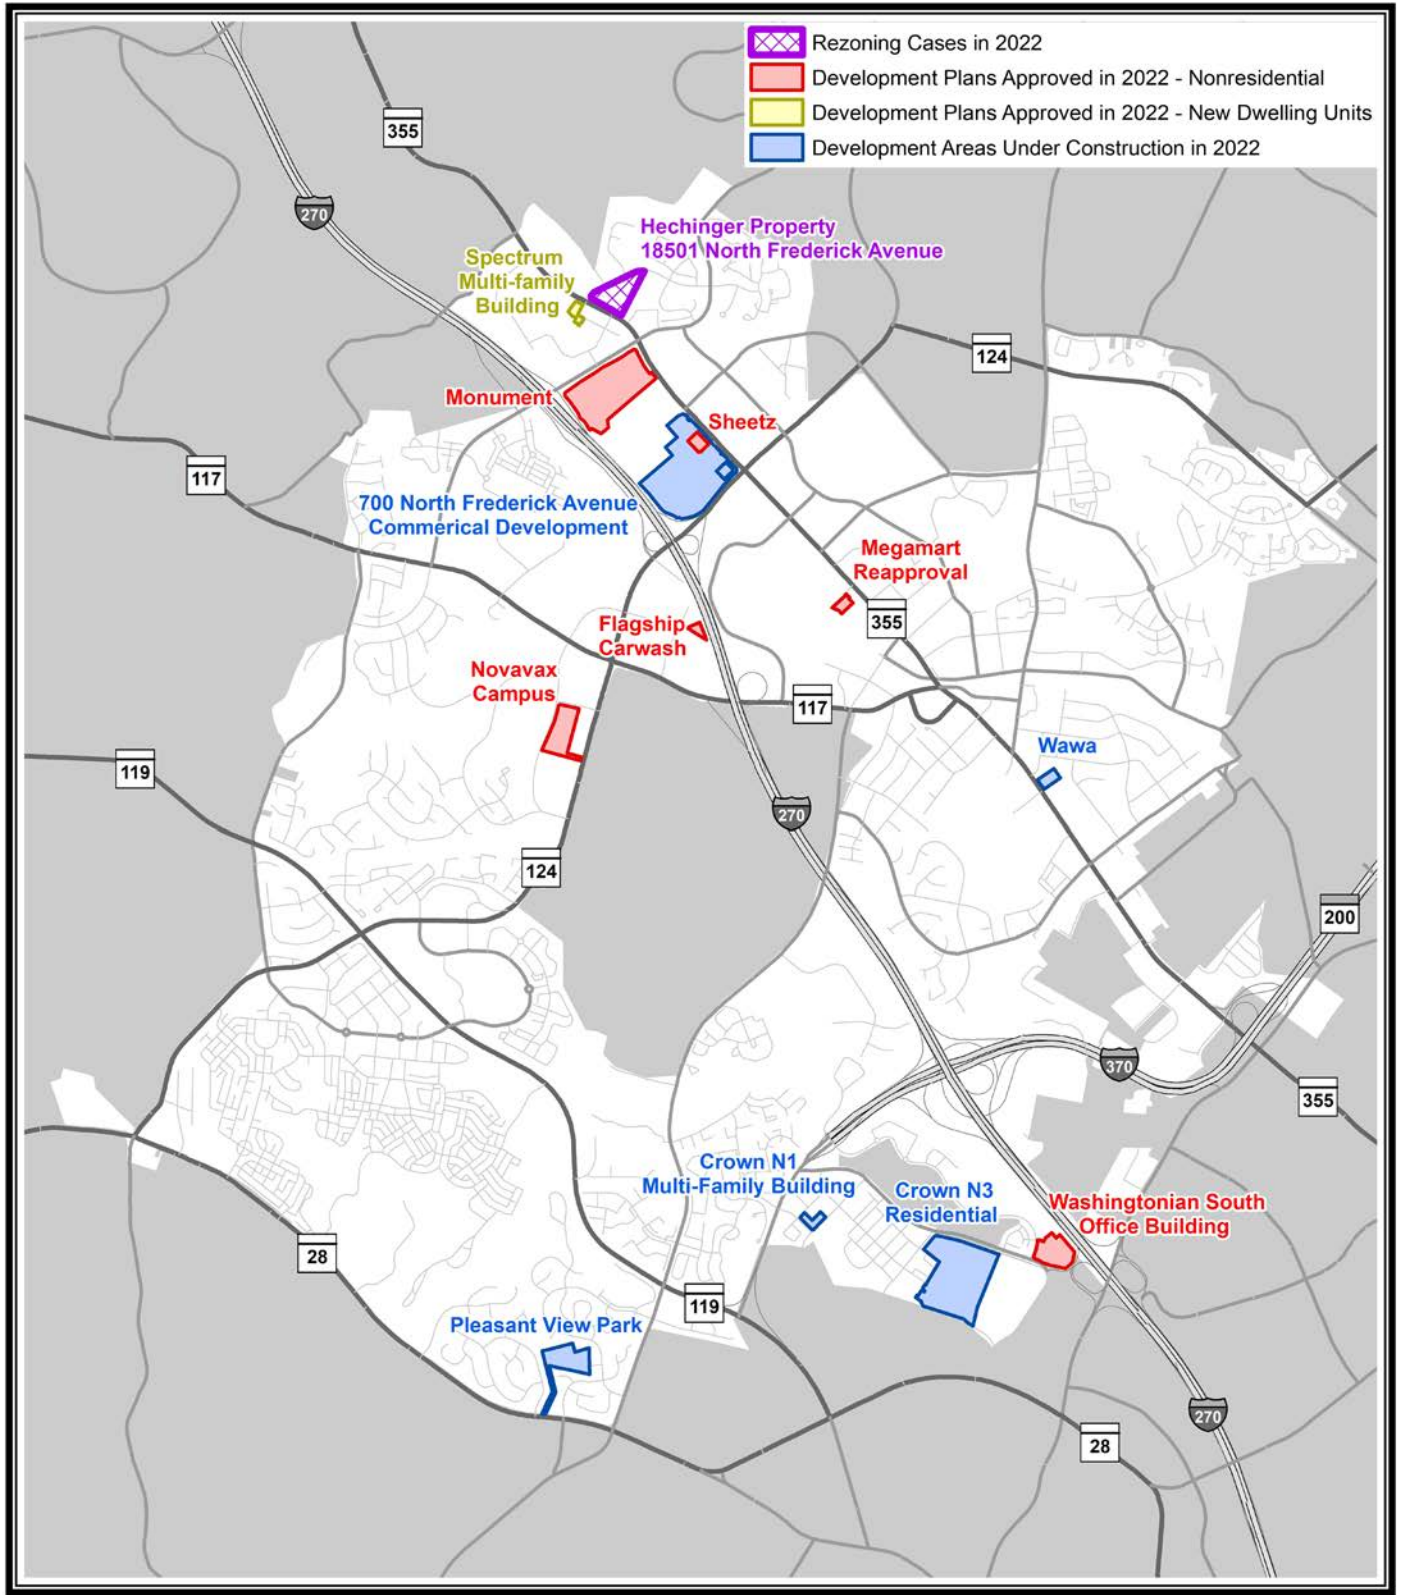 Rezoning Cases in 2022
Development Plans Approved in 2022 - Nonresidential
Development Plans Approved in 2022 - New Dwelling Units
Development Areas Under Construction in 2022
355
270
Hechinger Property
18501 North Frederick Avenue
Spectrum
Multi-family
Building
124
Monument
Sheetz
117
700 North Frederick Avenue
Commerical Development
Megamart
Reapproval
355
Flagship
Carwash
Novavax
Campus
117
Wawa
119
270
124
200
370
355
Crown N1
Multi-Family Building
Crown N3
Residential
Washingtonian South
Office Building
28
119
Pleasant View Park
270
28